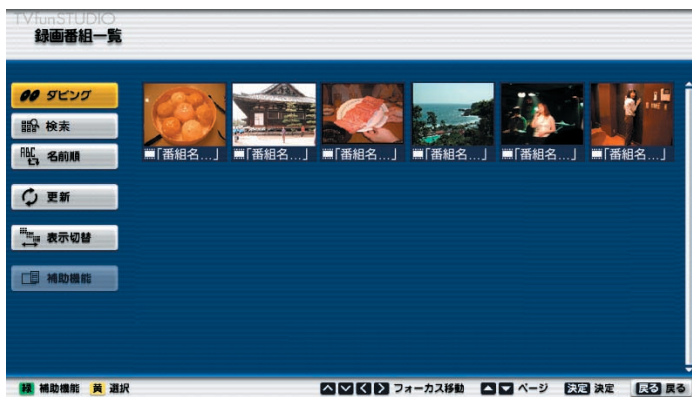 TVfunSTUDIO
録画番組一覧
ダビング
検索
ABC 名前順
更新
表示切替
補助機能
「番組名...」 「番組名...」 「番組名...」 「番組名...」 「番組名...」 「番組名...」
緑 補助機能 黄 選択 フォーカス移動 ページ 決定 決定 戻る 戻る